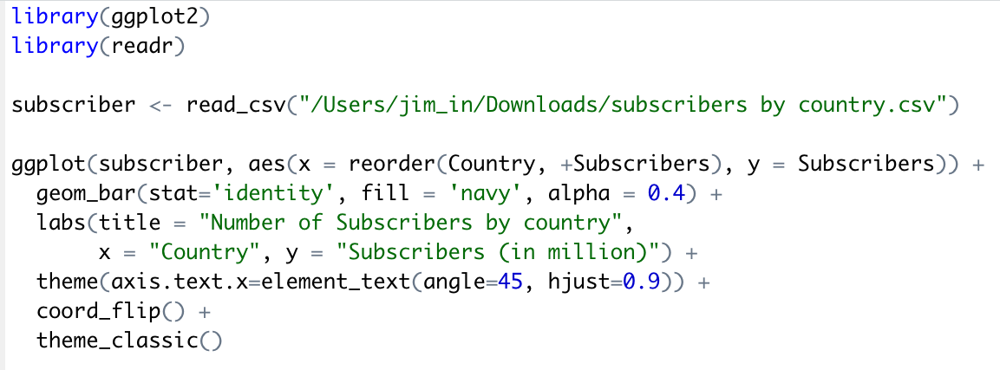 library(ggplot2)
library(readr)
subscriber <- read_csv("/Users/jim_in/Downloads/subscribers by country.csv")
ggplot(subscriber, aes(x = reorder(Country, +Subscribers), y = Subscribers)) +
  geom_bar(stat='identity', fill = 'navy', alpha = 0.4) +
  labs(title = "Number of Subscribers by country",
       x = "Country", y = "Subscribers (in million)") +
  theme(axis.text.x=element_text(angle=45, hjust=0.9)) +
  coord_flip() +
  theme_classic()